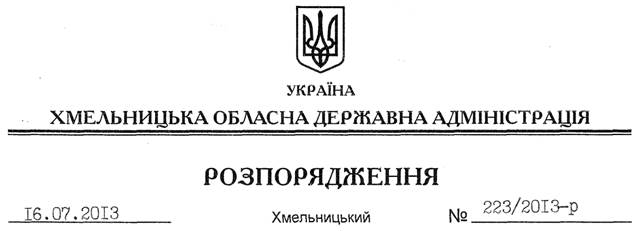 УКРАЇНА
ХМЕЛЬНИЦЬКА ОБЛАСНА ДЕРЖАВНА АДМІНІСТРАЦІЯ
РОЗПОРЯДЖЕННЯ
16.07.2013 Хмельницький № 223/2013-р